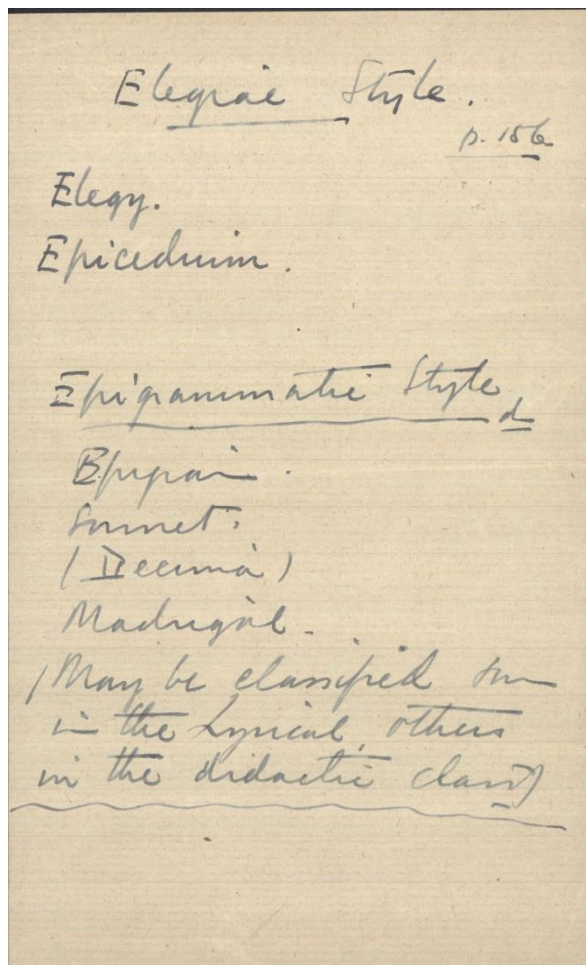 Elegiac Style.
p. 156
Elegy.
Epicedium.
Epigrammatic Style
Epigram.
Sonnet.
(Decima)
Madrigal.
(May be classified some
in the Lyrical, others
in the didactic class)